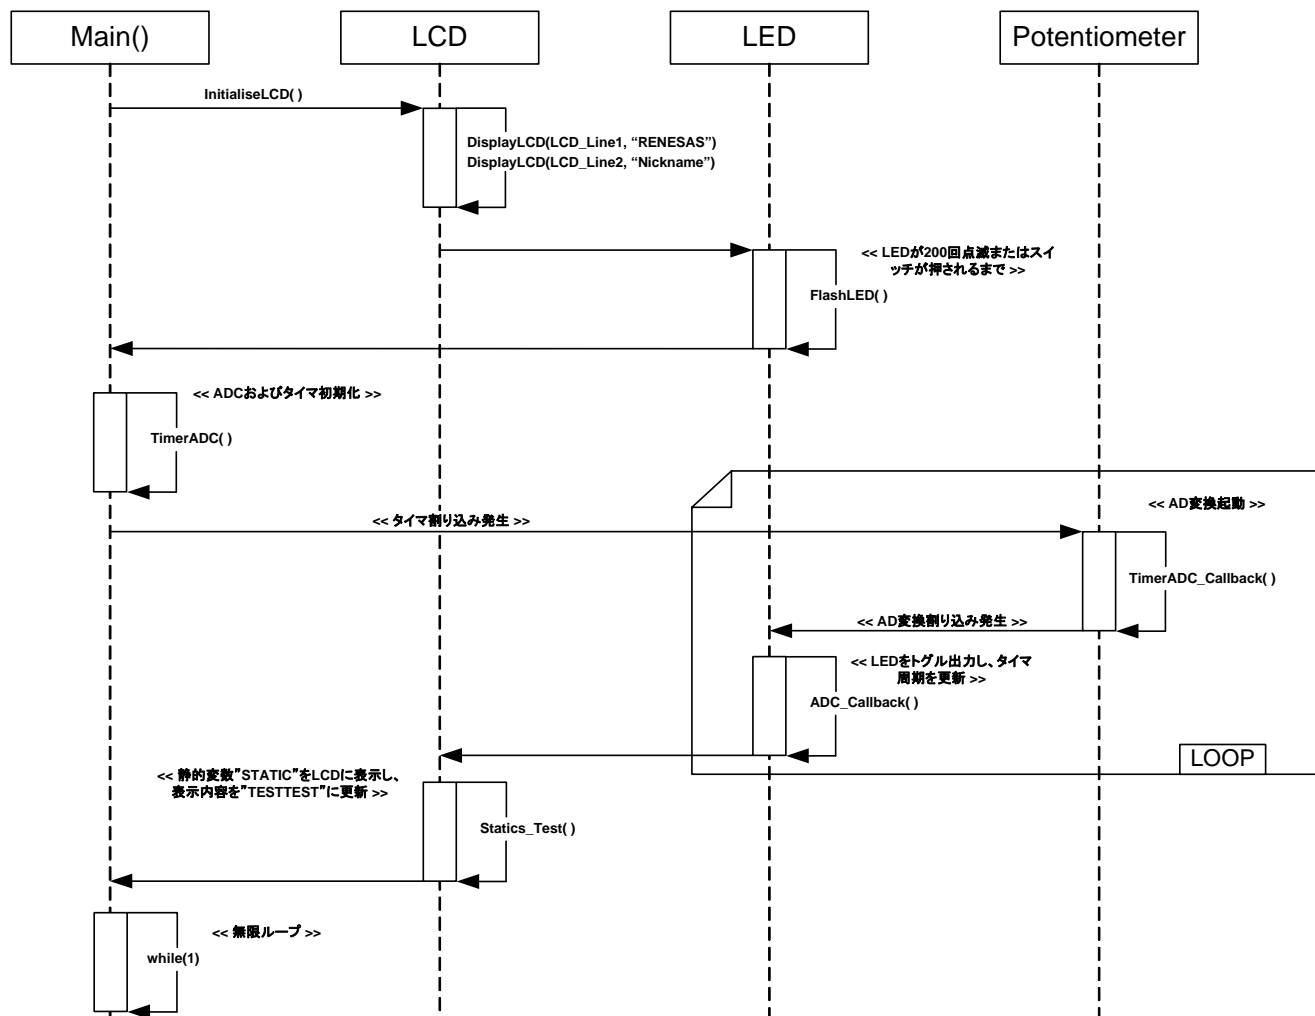 Main()
LCD
LED
Potentiometer
InitialiseLCD( )
DisplayLCD(LCD_Line1, “RENESAS”)
DisplayLCD(LCD_Line2, “Nickname”)
<< LEDが200回点滅またはスイ
ッチが押されるまで >>
FlashLED( )
<< ADCおよびタイマ初期化 >>
TimerADC( )
<< タイマ割り込み発生 >>
<< AD変換起動 >>
TimerADC_Callback( )
<< AD変換割り込み発生 >>
<< LEDをトグル出力し、タイマ
周期を更新 >>
ADC_Callback( )
LOOP
<< 静的変数”STATIC”をLCDに表示し、
表示内容を”TESTTEST”に更新 >>
Statics_Test( )
<< 無限ループ >>
while(1)